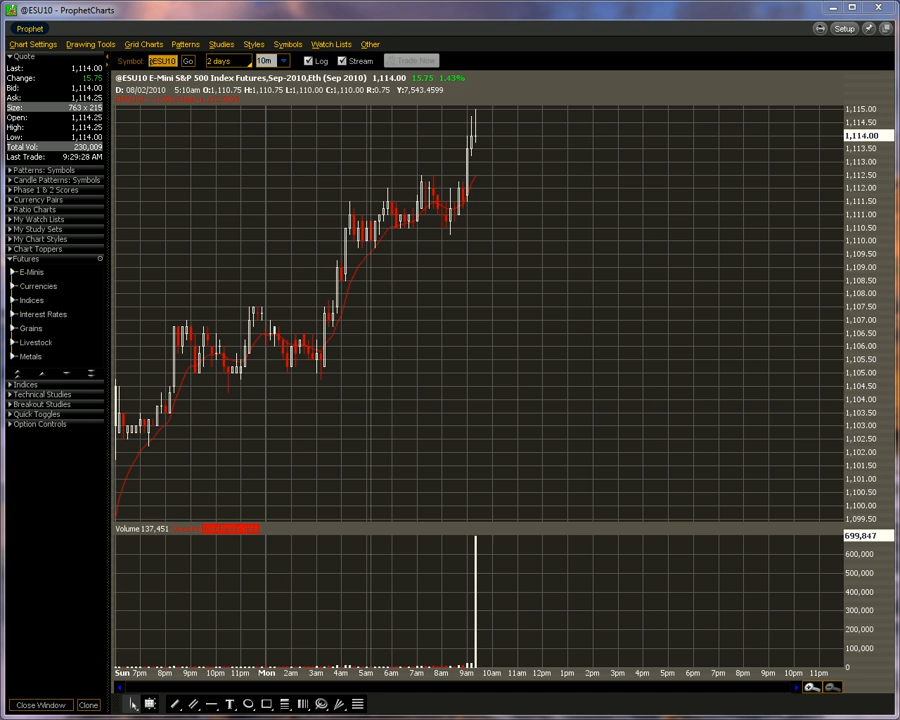 @ESU10 - ProphetCharts
Prophet
Setup
Chart Settings Drawing Tools Grid Charts Patterns Studies Styles Symbols Watch Lists Other
Symbol: @ESU10 Go 2 days 10m Log Stream Trade Now
Quote
Last: 1,114.00
Change: 15.75
Bid: 1,114.00
Ask: 1,114.25
Size: 763 x 215
Open: 1,114.25
High: 1,114.25
Low: 1,114.00
Total Vol: 230,009
Last Trade: 9:29:28 AM
Patterns: Symbols
Candle Patterns: Symbols
Phase 1 & 2 Scores
Currency Pairs
Ratio Charts
My Watch Lists
My Study Sets
My Chart Styles
Chart Toppers
Futures
E-Minis
Currencies
Indices
Interest Rates
Grains
Livestock
Metals
Indices
Technical Studies
Breakout Studies
Quick Toggles
Option Controls
Close Window Clone
@ESU10 E-Mini S&P 500 Index Futures,Sep-2010,Eth (Sep 2010) 1,114.00 15.75 1.43%
D: 08/02/2010 5:10am O:1,110.75 H:1,110.75 L:1,110.00 C:1,110.00 R:0.75 Y:7,543.4599
1,115.00
1,114.50
1,114.00
1,113.50
1,113.00
1,112.50
1,112.00
1,111.50
1,111.00
1,110.50
1,110.00
1,109.50
1,109.00
1,108.50
1,108.00
1,107.50
1,107.00
1,106.50
1,106.00
1,105.50
1,105.00
1,104.50
1,104.00
1,103.50
1,103.00
1,102.50
1,102.00
1,101.50
1,101.00
1,100.50
1,100.00
1,099.50
Volume 137,451
699,847
600,000
500,000
400,000
300,000
200,000
100,000
0
Sun 7pm 8pm 9pm 10pm 11pm Mon 2am 3am 4am 5am 6am 7am 8am 9am 10am 11am 12pm 1pm 2pm 3pm 4pm 5pm 6pm 7pm 8pm 9pm 10pm 11pm